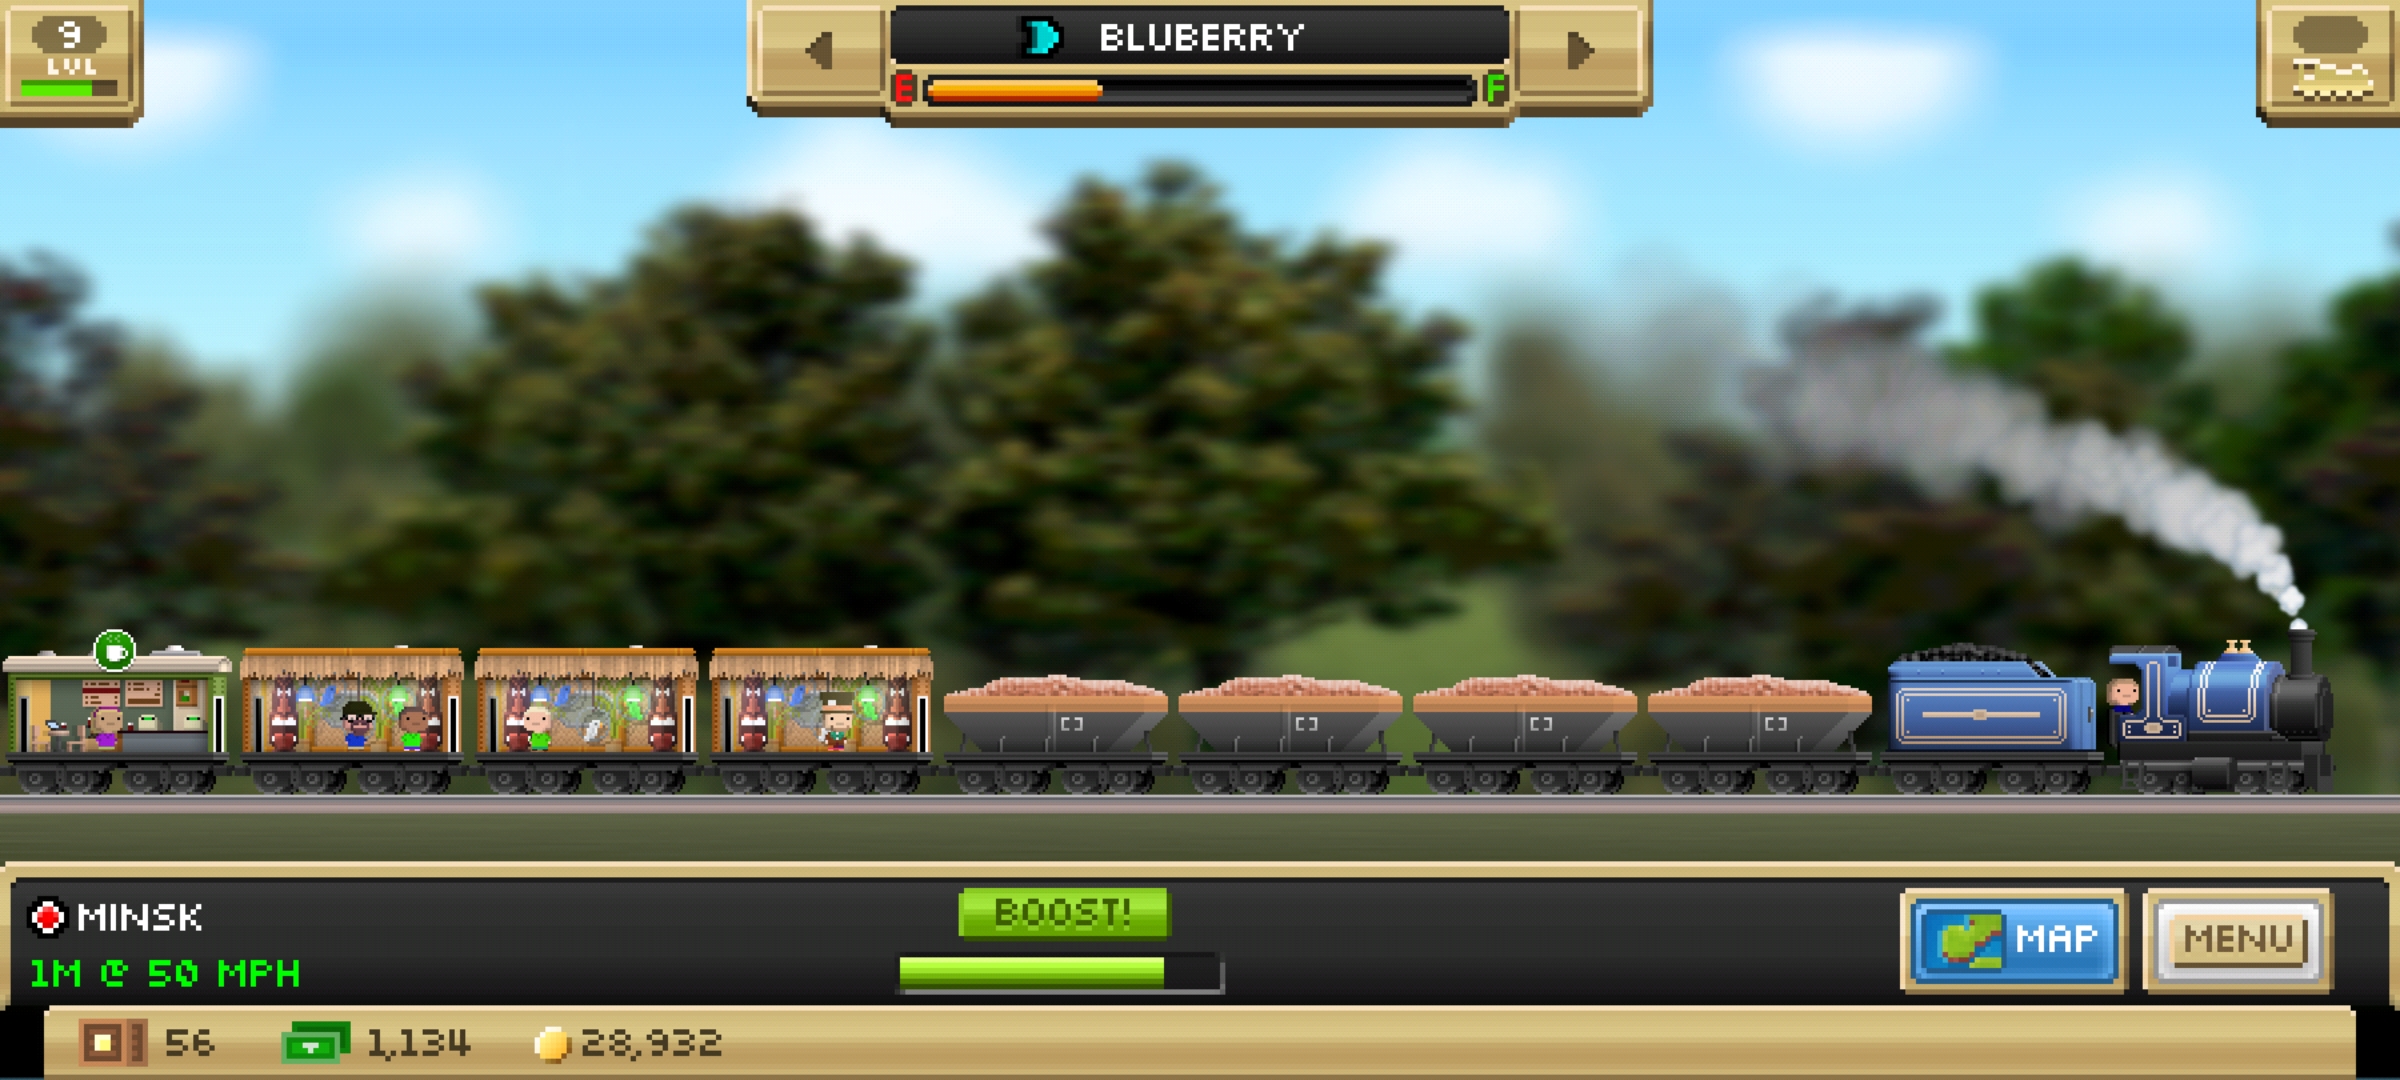 9
LVL
BLUBERRY
E F
MINSK
1M @ 50 MPH
BOOST!
MAP
MENU
56
1,134
28,932